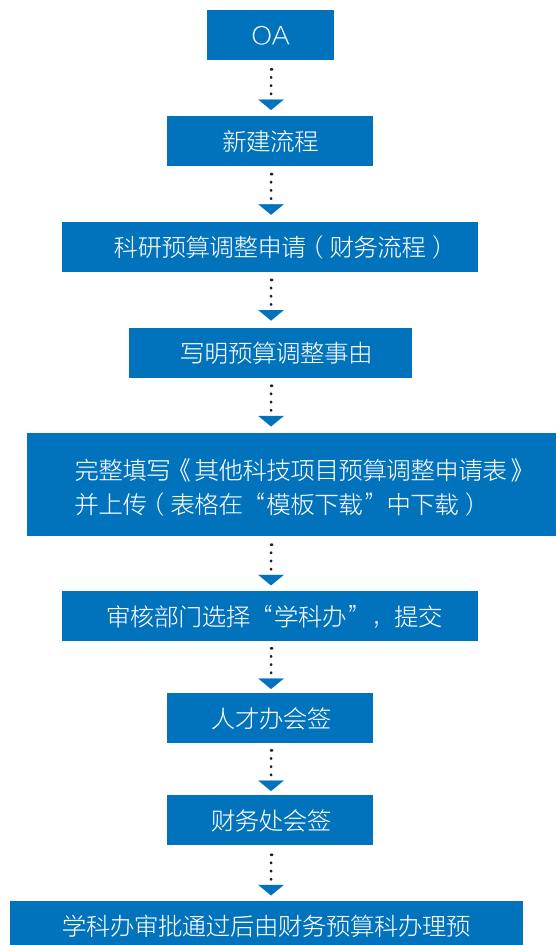 OA
新建流程
科研预算调整申请（财务流程）
写明预算调整事由
完整填写《其他科技项目预算调整申请表》
并上传（表格在“模板下载”中下载）
审核部门选择“学科办”，提交
人才办会签
财务处会签
学科办审批通过后由财务预算科办理预